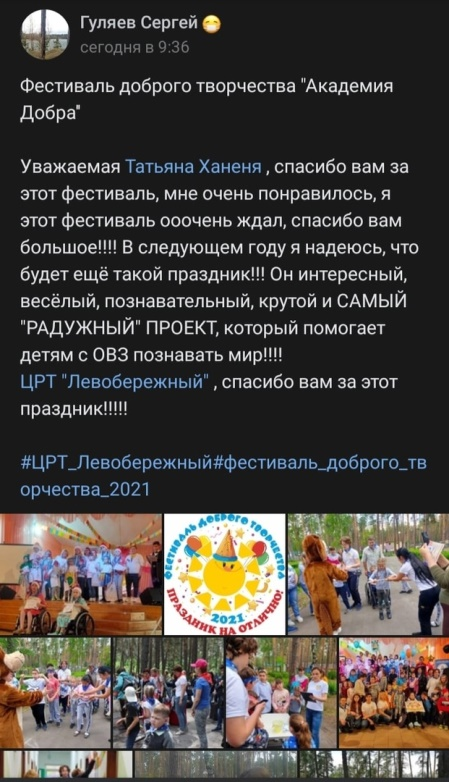 Гуляев Сергей
сегодня в 9:36
Фестиваль доброго творчества "Академия
Добра"
Уважаемая Татьяна Ханеня , спасибо вам за
этот фестиваль, мне очень понравилось, я
этот фестиваль ооочень ждал, спасибо вам
большое!!!! В следующем году я надеюсь, что
будет ещё такой праздник!!! Он интересный,
весёлый, познавательный, крутой и САМЫЙ
"РАДУЖНЫЙ" ПРОЕКТ, который помогает
детям с ОВЗ познавать мир!!!!
ЦРТ "Левобережный" , спасибо вам за этот
праздник!!!!!
#ЦРТ_Левобережный#фестиваль_доброго_тв
орчества_2021
ФЕСТИВАЛЬ ДОБРОГО ТВОРЧЕСТВА
2021
ПРАЗДНИК НА ОТЛИЧНО!